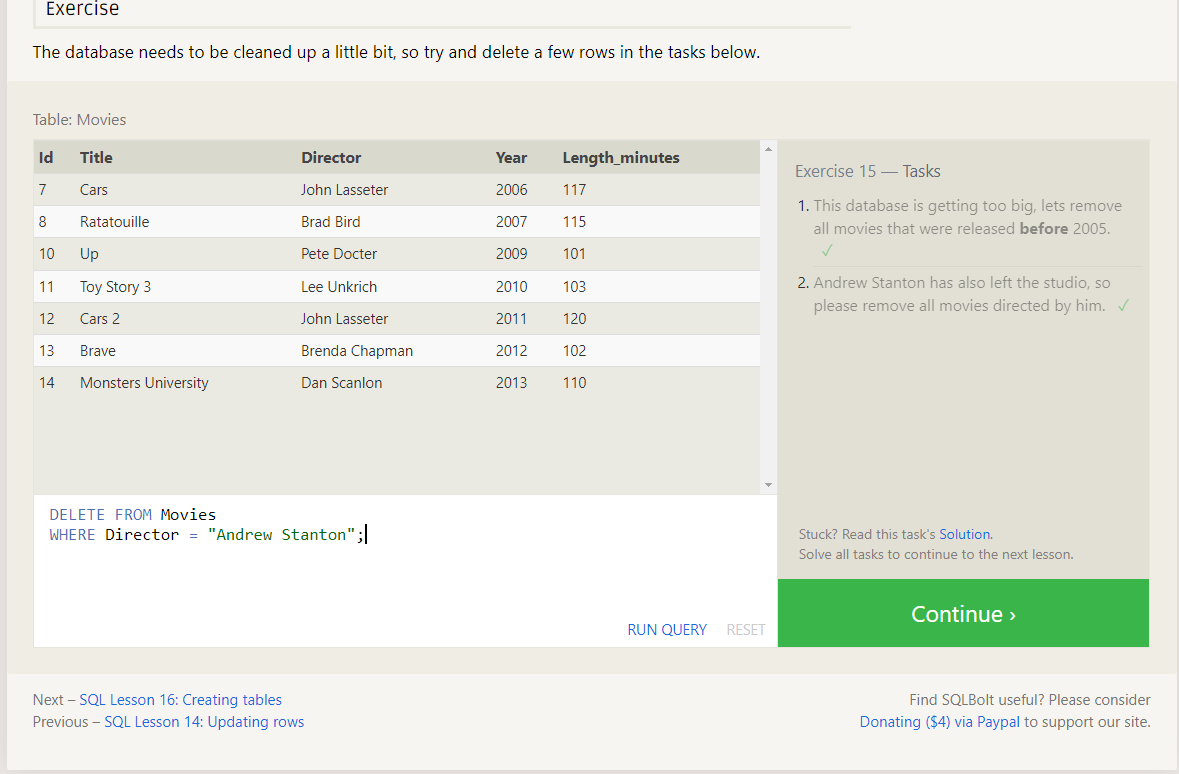 Exercise
The database needs to be cleaned up a little bit, so try and delete a few rows in the tasks below.
Table: Movies
Id Title Director Year Length_minutes
7 Cars John Lasseter 2006 117
8 Ratatouille Brad Bird 2007 115
10 Up Pete Docter 2009 101
11 Toy Story 3 Lee Unkrich 2010 103
12 Cars 2 John Lasseter 2011 120
13 Brave Brenda Chapman 2012 102
14 Monsters University Dan Scanlon 2013 110
DELETE FROM Movies
WHERE Director = "Andrew Stanton";
RUN QUERY RESET
Exercise 15 — Tasks
1. This database is getting too big, lets remove
all movies that were released before 2005.
✓
2. Andrew Stanton has also left the studio, so
please remove all movies directed by him. ✓
Stuck? Read this task's Solution.
Solve all tasks to continue to the next lesson.
Continue ›
Next – SQL Lesson 16: Creating tables
Previous – SQL Lesson 14: Updating rows
Find SQLBolt useful? Please consider
Donating ($4) via Paypal to support our site.